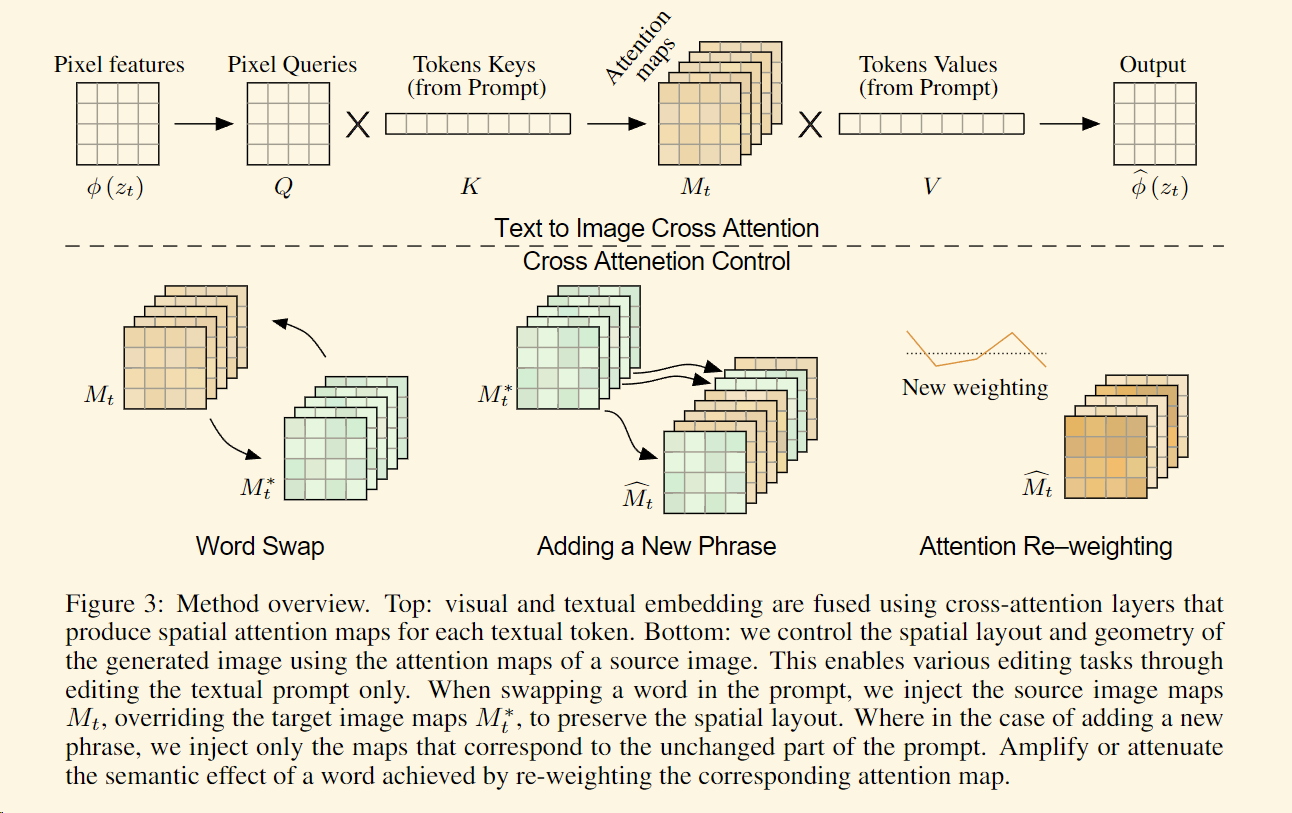 Pixel features
Pixel Queries
Tokens Keys
(from Prompt)
Attention
maps
Tokens Values
(from Prompt)
Output
ϕ (z_t)
Q
K
M_t
V
ϕ̂ (z_t)
Text to Image Cross Attention
Cross Attenetion Control
M_t
M_t^*
M_t^*
M̂_t
New weighting
M̂_t
Word Swap
Adding a New Phrase
Attention Re–weighting
Figure 3: Method overview. Top: visual and textual embedding are fused using cross-attention layers that
produce spatial attention maps for each textual token. Bottom: we control the spatial layout and geometry of
the generated image using the attention maps of a source image. This enables various editing tasks through
editing the textual prompt only. When swapping a word in the prompt, we inject the source image maps
M_t, overriding the target image maps M_t^*, to preserve the spatial layout. Where in the case of adding a new
phrase, we inject only the maps that correspond to the unchanged part of the prompt. Amplify or attenuate
the semantic effect of a word achieved by re-weighting the corresponding attention map.